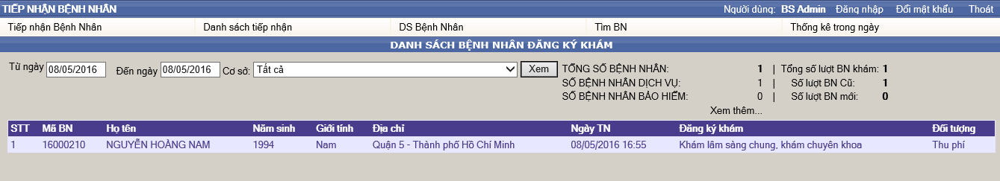 TIẾP NHẬN BỆNH NHÂN Người dùng: BS Admin Đăng nhập Đổi mật khẩu Thoát
Tiếp nhận Bệnh Nhân Danh sách tiếp nhận DS Bệnh Nhân Tìm BN Thống kê trong ngày
DANH SÁCH BỆNH NHÂN ĐĂNG KÝ KHÁM
Từ ngày 08/05/2016 Đến ngày 08/05/2016 Cơ sở: Tất cả Xem TỔNG SỐ BỆNH NHÂN: 1 | Tổng số lượt BN khám: 1
SỐ BỆNH NHÂN DỊCH VỤ: 1 | Số lượt BN Cũ: 1
SỐ BỆNH NHÂN BẢO HIỂM: 0 | Số lượt BN mới: 0
Xem thêm...
STT Mã BN Họ tên Năm sinh Giới tính Địa chỉ Ngày TN Đăng ký khám Đối tượng
1 16000210 NGUYỄN HOÀNG NAM 1994 Nam Quận 5 - Thành phố Hồ Chí Minh 08/05/2016 16:55 Khám lâm sàng chung, khám chuyên khoa Thu phí